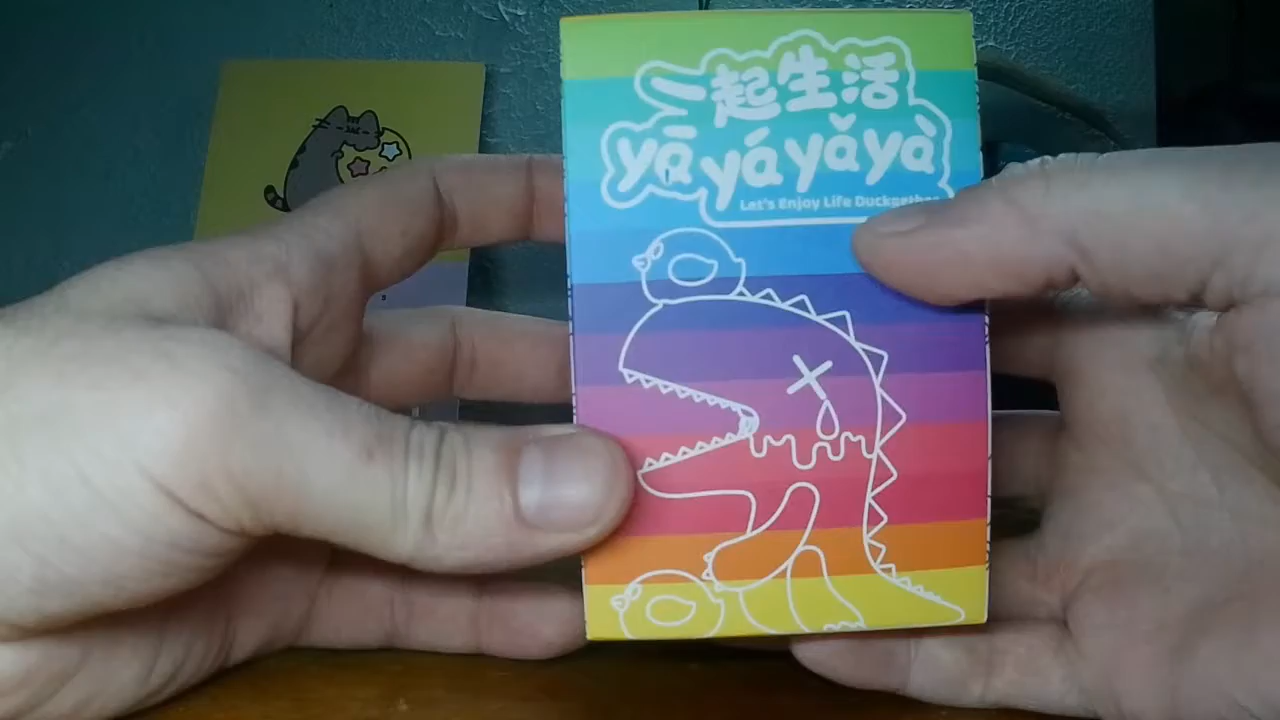 一起生活
yā yá yǎ yà
Let's Enjoy Life Duckgether